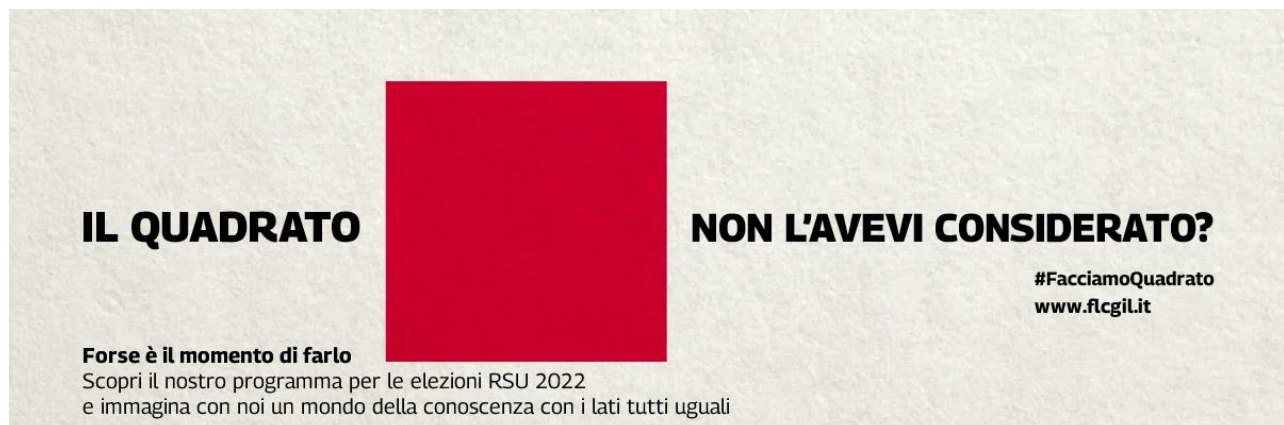 IL QUADRATO
NON L'AVEVI CONSIDERATO?
#FacciamoQuadrato
www.flcgil.it
Forse è il momento di farlo
Scopri il nostro programma per le elezioni RSU 2022
e immagina con noi un mondo della conoscenza con i lati tutti uguali